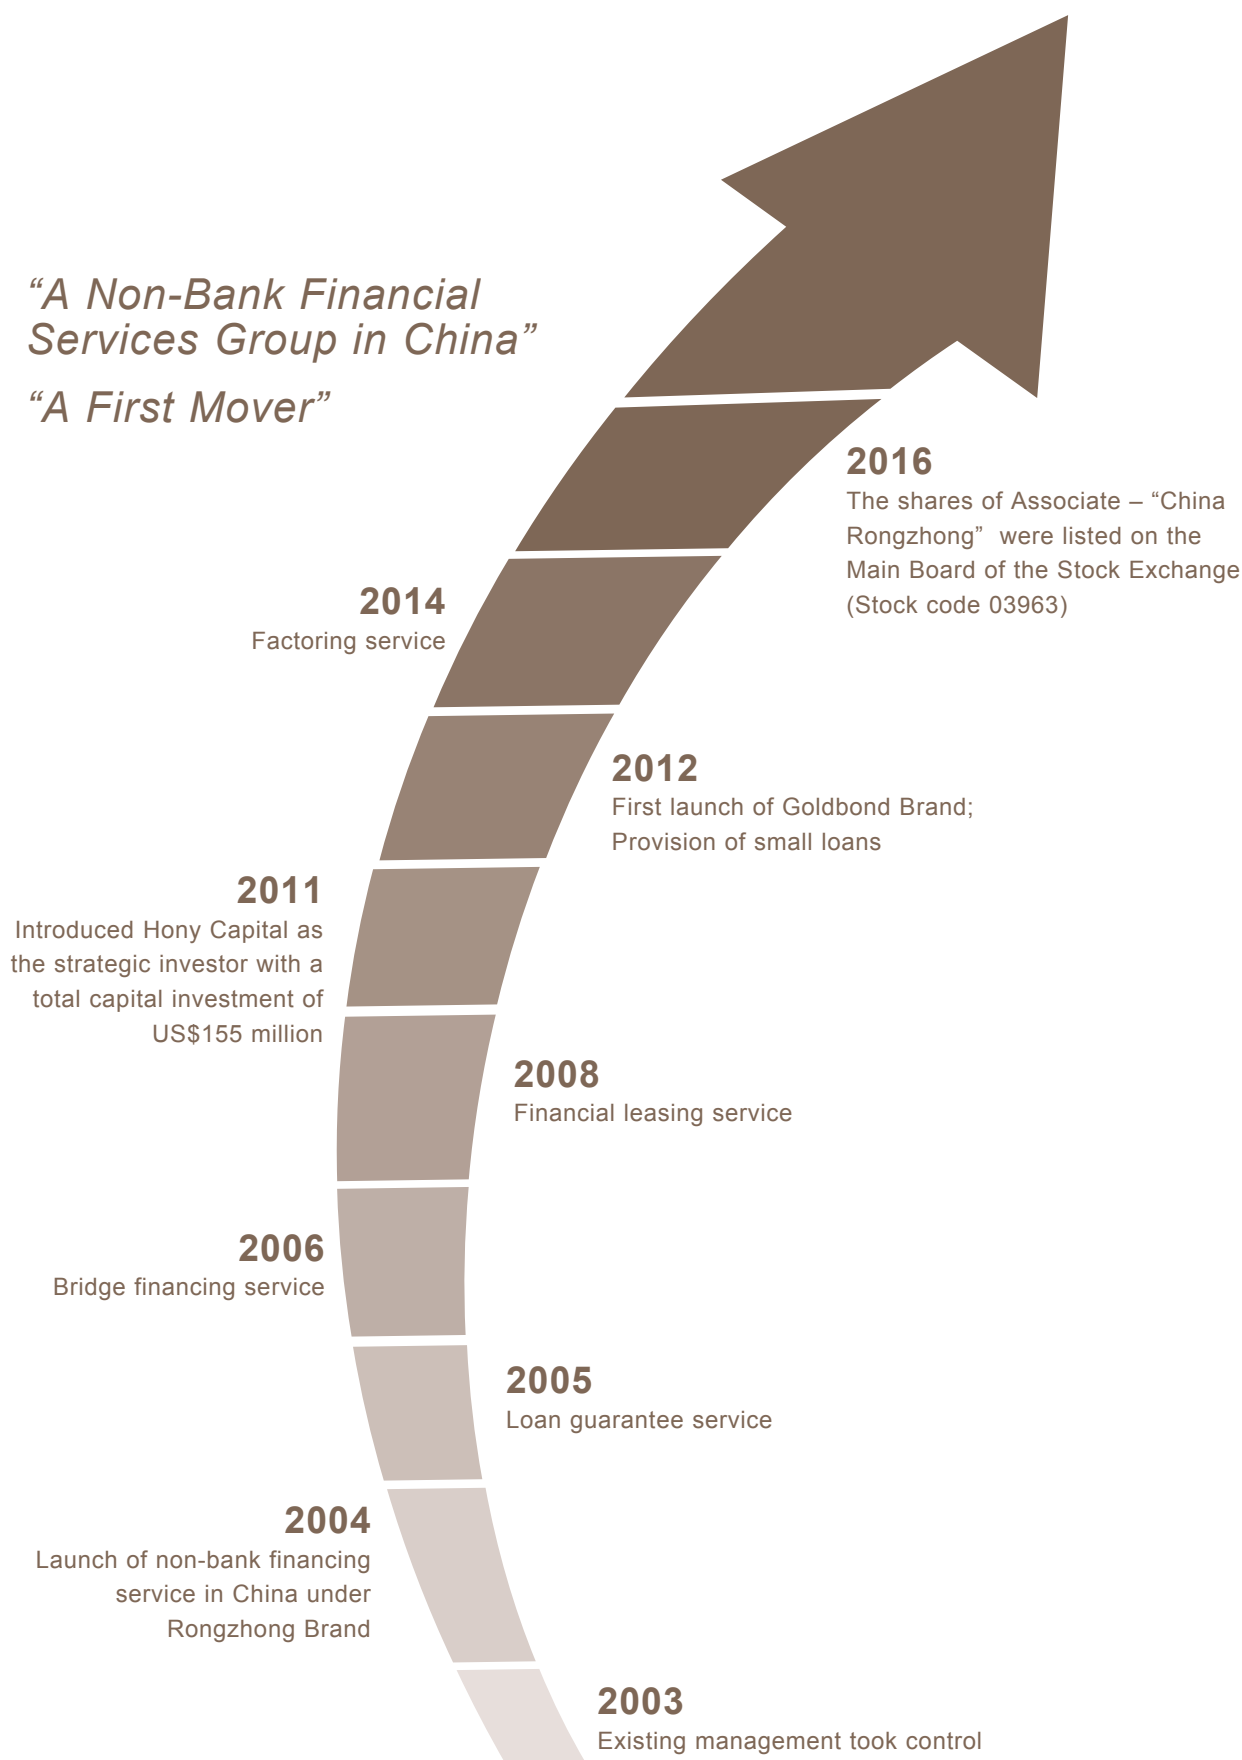 “A Non-Bank Financial
Services Group in China”
“A First Mover”
2016
The shares of Associate – “China
Rongzhong” were listed on the
Main Board of the Stock Exchange
(Stock code 03963)
2014
Factoring service
2012
First launch of Goldbond Brand;
Provision of small loans
2011
Introduced Hony Capital as
the strategic investor with a
total capital investment of
US$155 million
2008
Financial leasing service
2006
Bridge financing service
2005
Loan guarantee service
2004
Launch of non-bank financing
service in China under
Rongzhong Brand
2003
Existing management took control